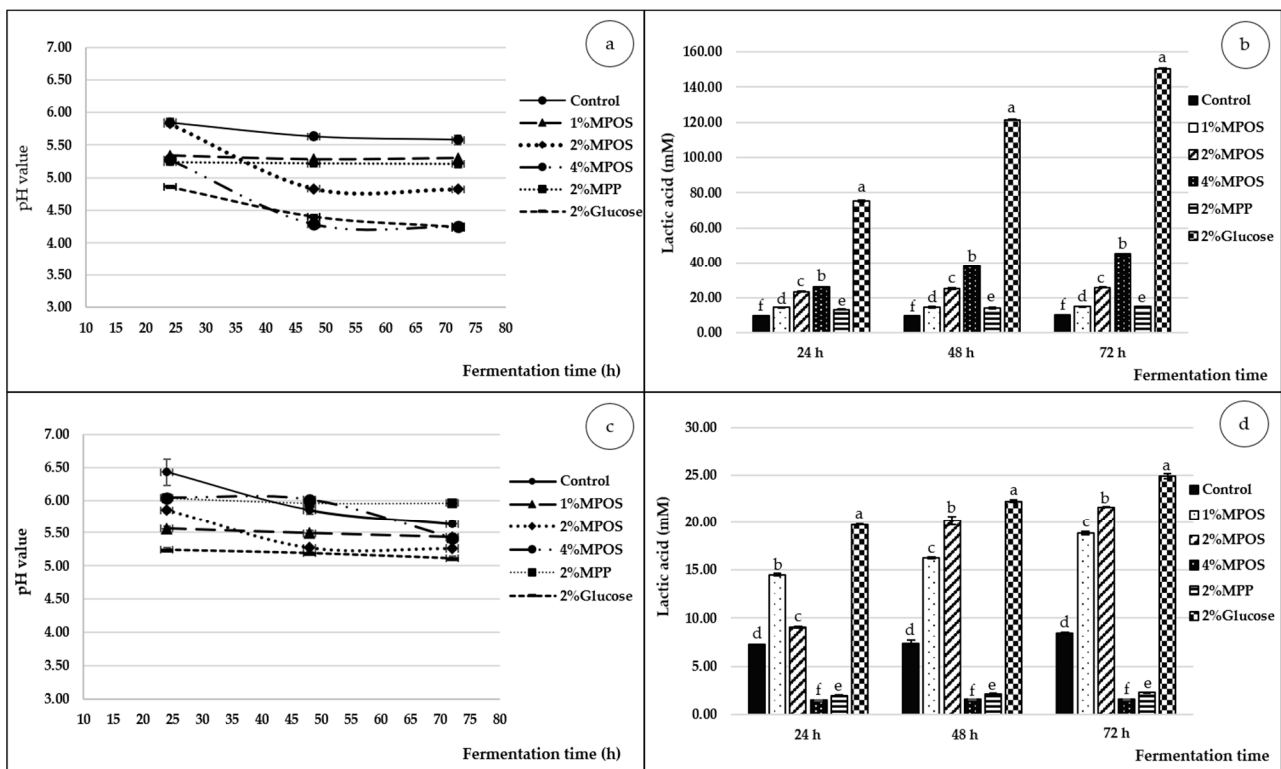 a
7.00
6.50
6.00
5.50
5.00
4.50
4.00
3.50
3.00
pH value
10 15 20 25 30 35 40 45 50 55 60 65 70 75 80
Fermentation time (h)
Control
1%MPOS
2%MPOS
4%MPOS
2%MPP
2%Glucose
b
160.00
140.00
120.00
100.00
80.00
60.00
40.00
20.00
0.00
Lactic acid (mM)
f d c b e a
f d c b e a
f d c b e a
24 h 48 h 72 h
Fermentation time
Control
1%MPOS
2%MPOS
4%MPOS
2%MPP
2%Glucose
c
7.00
6.50
6.00
5.50
5.00
4.50
4.00
3.50
3.00
pH value
10 15 20 25 30 35 40 45 50 55 60 65 70 75 80
Fermentation time (h)
Control
1%MPOS
2%MPOS
4%MPOS
2%MPP
2%Glucose
d
30.00
25.00
20.00
15.00
10.00
5.00
0.00
Lactic acid (mM)
d b c f e a
d c b f e a
d c b f e a
24 h 48 h 72 h
Fermentation time
Control
1%MPOS
2%MPOS
4%MPOS
2%MPP
2%Glucose